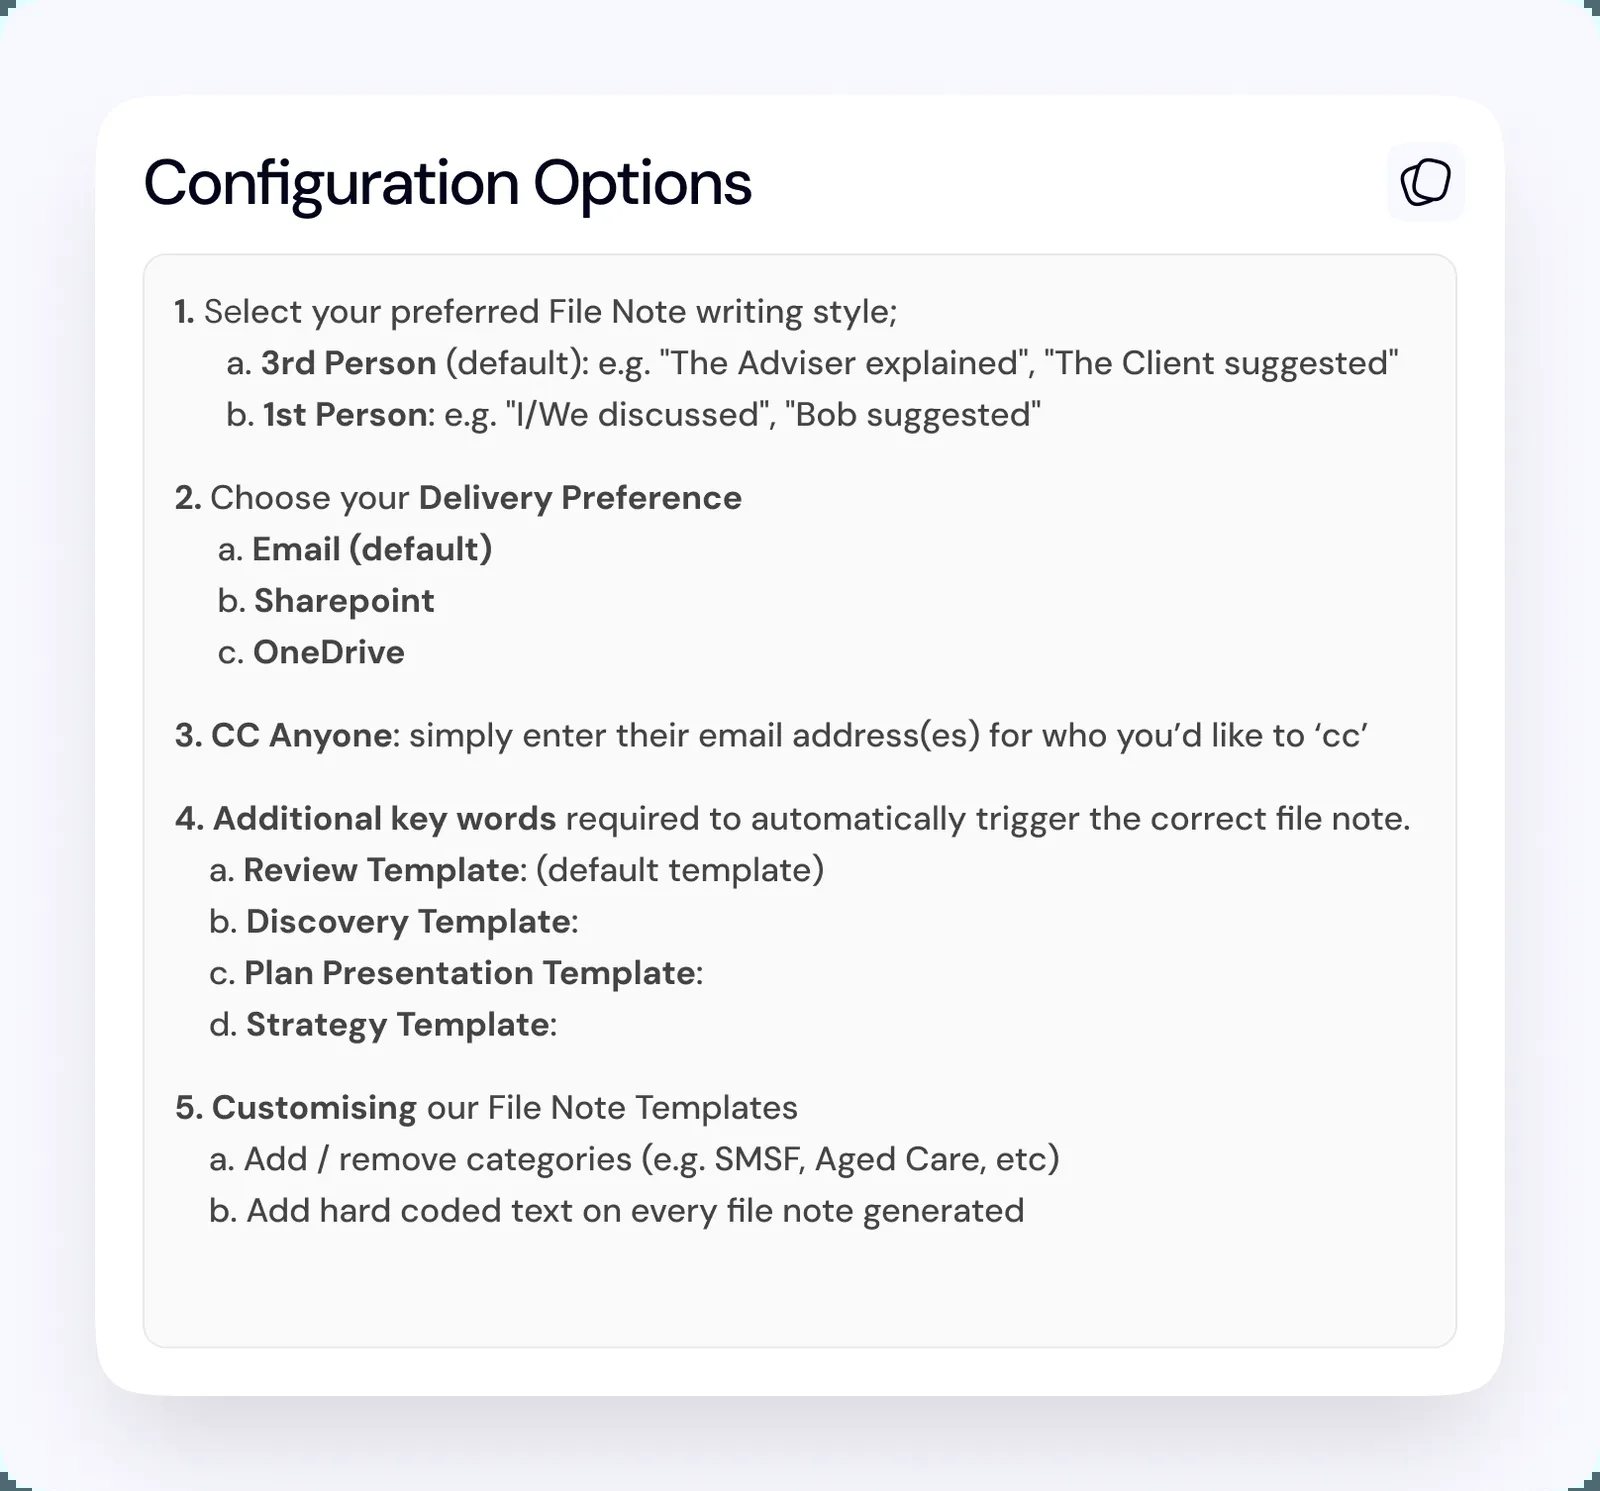 Configuration Options
1. Select your preferred File Note writing style;
a. 3rd Person (default): e.g. "The Adviser explained", "The Client suggested"
b. 1st Person: e.g. "I/We discussed", "Bob suggested"
2. Choose your Delivery Preference
a. Email (default)
b. Sharepoint
c. OneDrive
3. CC Anyone: simply enter their email address(es) for who you’d like to ‘cc’
4. Additional key words required to automatically trigger the correct file note.
a. Review Template: (default template)
b. Discovery Template:
c. Plan Presentation Template:
d. Strategy Template:
5. Customising our File Note Templates
a. Add / remove categories (e.g. SMSF, Aged Care, etc)
b. Add hard coded text on every file note generated